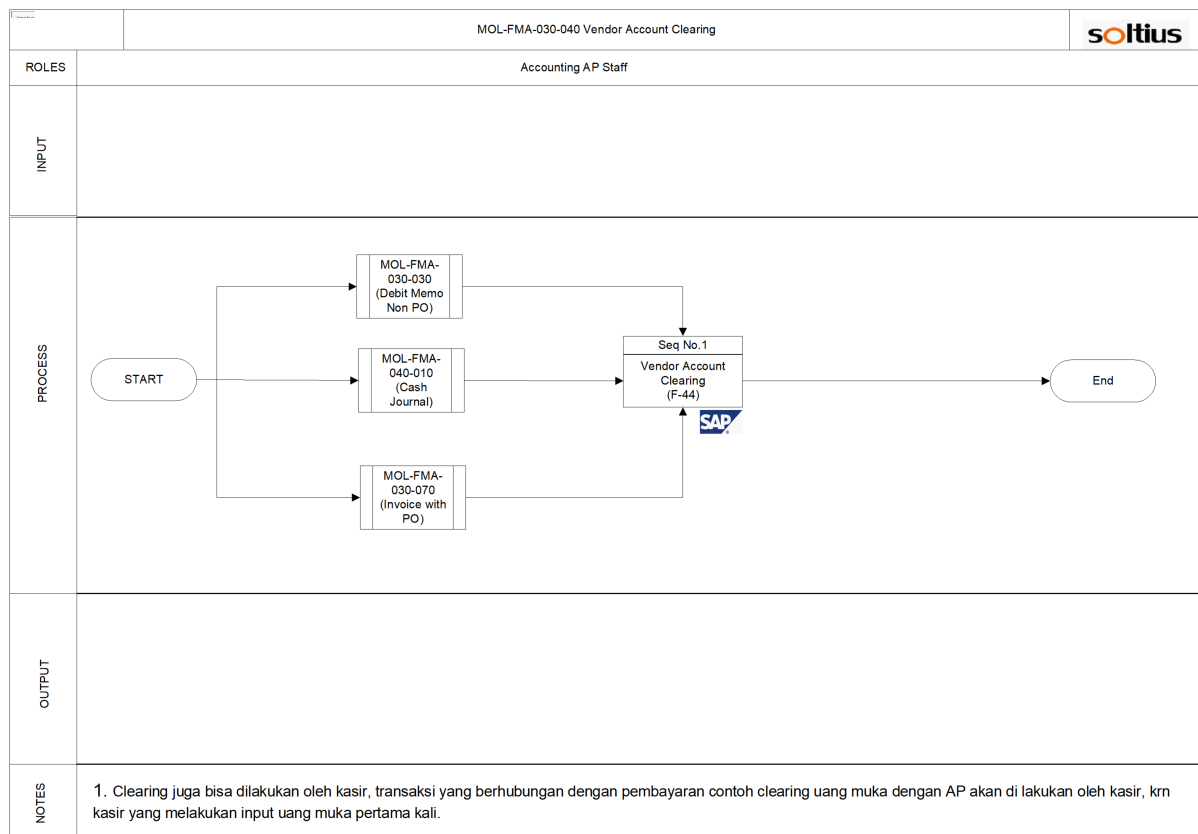 MOL-FMA-030-040 Vendor Account Clearing
soltius
ROLES
Accounting AP Staff
INPUT
PROCESS
START
MOL-FMA-
030-030
(Debit Memo
Non PO)
MOL-FMA-
040-010
(Cash
Journal)
MOL-FMA-
030-070
(Invoice with
PO)
Seq No.1
Vendor Account
Clearing
(F-44)
SAP
End
OUTPUT
NOTES
1. Clearing juga bisa dilakukan oleh kasir, transaksi yang berhubungan dengan pembayaran contoh clearing uang muka dengan AP akan di lakukan oleh kasir, krn
kasir yang melakukan input uang muka pertama kali.